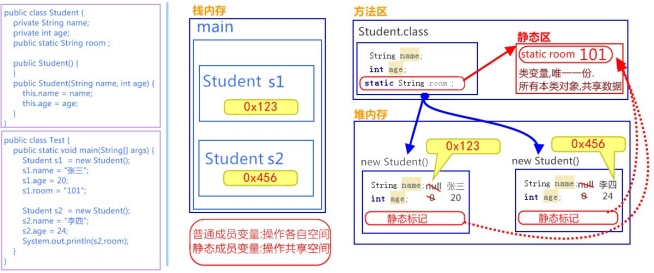 public class Student {
private String name;
private int age;
public static String room ;
public Student() {
}
public Student(String name, int age) {
this.name = name;
this.age = age;
}
}
public class Test {
public static void main(String[] args) {
Student s1 = new Student();
s1.name = "张三";
s1.age = 20;
s1.room = "101";
Student s2 = new Student();
s2.name = "李四";
s2.age = 24;
System.out.println(s2.room);
}
}
栈内存
main
Student s1
0x123
Student s2
0x456
普通成员变量:操作各自空间
静态成员变量:操作共享空间
方法区
Student.class
String name;
int age;
static String room ;
静态区
static room 101
类变量,唯一一份.
所有本类对象,共享数据
堆内存
0x123
new Student()
String name;null 张三
int age; 0 20
静态标记
0x456
new Student()
String name;null 李四
int age; 0 24
静态标记